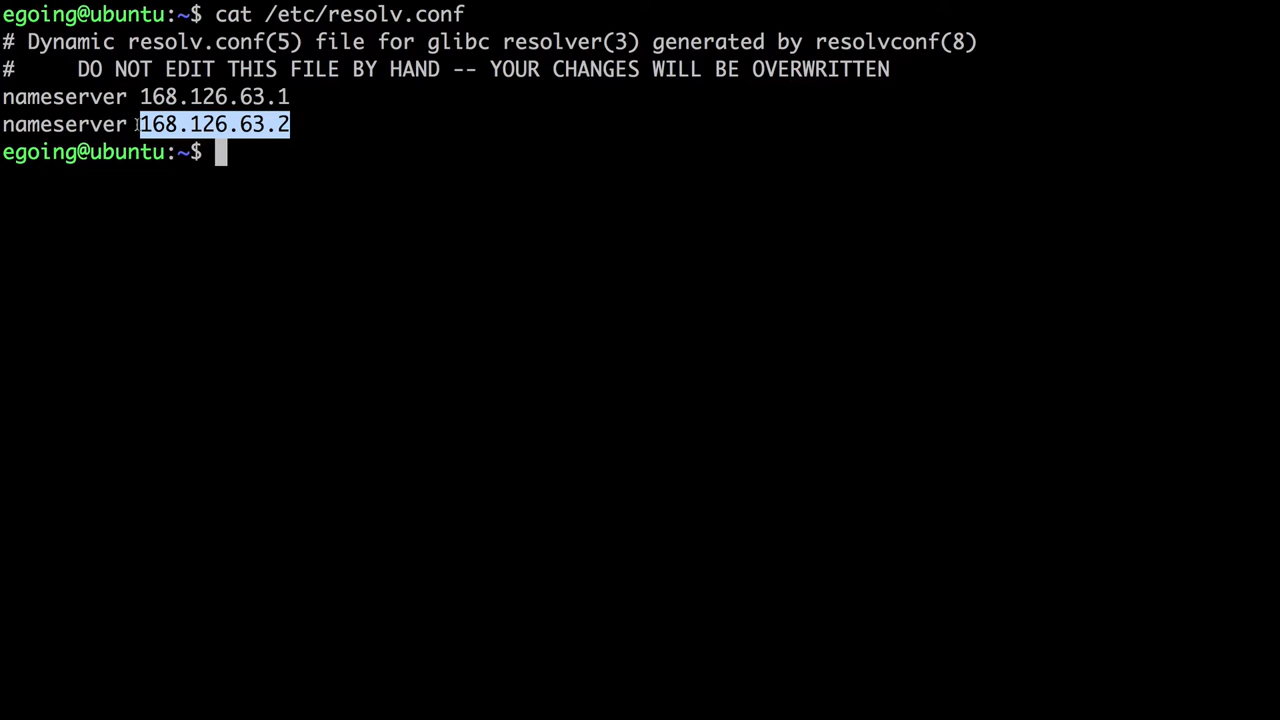 egoing@ubuntu:~$ cat /etc/resolv.conf
# Dynamic resolv.conf(5) file for glibc resolver(3) generated by resolvconf(8)
#     DO NOT EDIT THIS FILE BY HAND -- YOUR CHANGES WILL BE OVERWRITTEN
nameserver 168.126.63.1
nameserver 168.126.63.2
egoing@ubuntu:~$